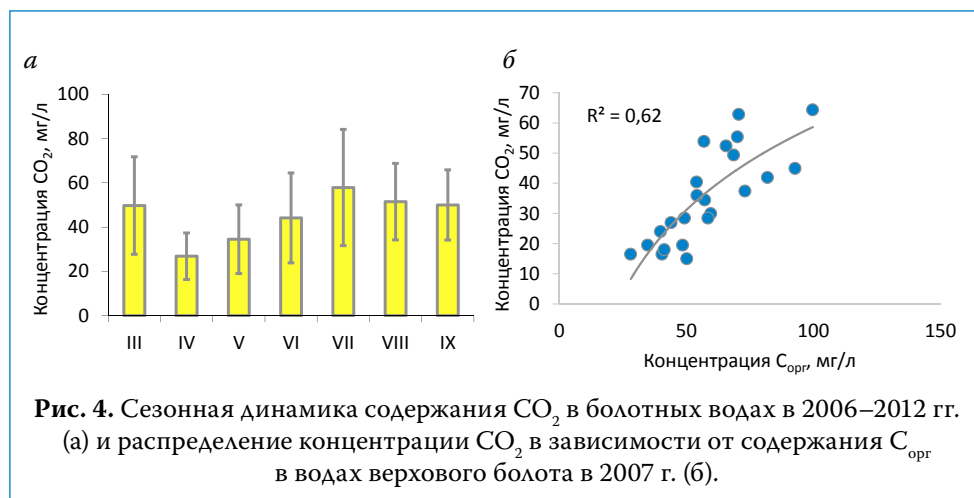 а
Концентрация CO₂, мг/л
100
80
60
40
20
0
III IV V VI VII VIII IX
б
Концентрация CO₂, мг/л
70
60
50
40
30
20
10
0
R² = 0,62
0 50 100 150
Концентрация Cорг, мг/л
Рис. 4. Сезонная динамика содержания CO₂ в болотных водах в 2006–2012 гг.
(а) и распределение концентрации CO₂ в зависимости от содержания Cорг
в водах верхового болота в 2007 г. (б).